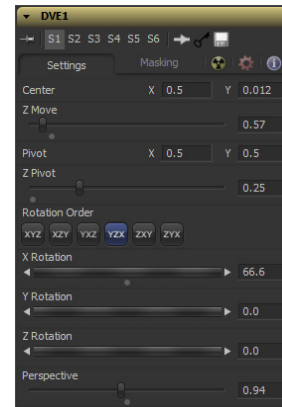 DVE1
S1 S2 S3 S4 S5 S6
Settings Masking
Center X 0.5 Y 0.012
Z Move
0.57
Pivot X 0.5 Y 0.5
Z Pivot
0.25
Rotation Order
XYZ XZY YXZ YZX ZXY ZYX
X Rotation
66.6
Y Rotation
0.0
Z Rotation
0.0
Perspective
0.94